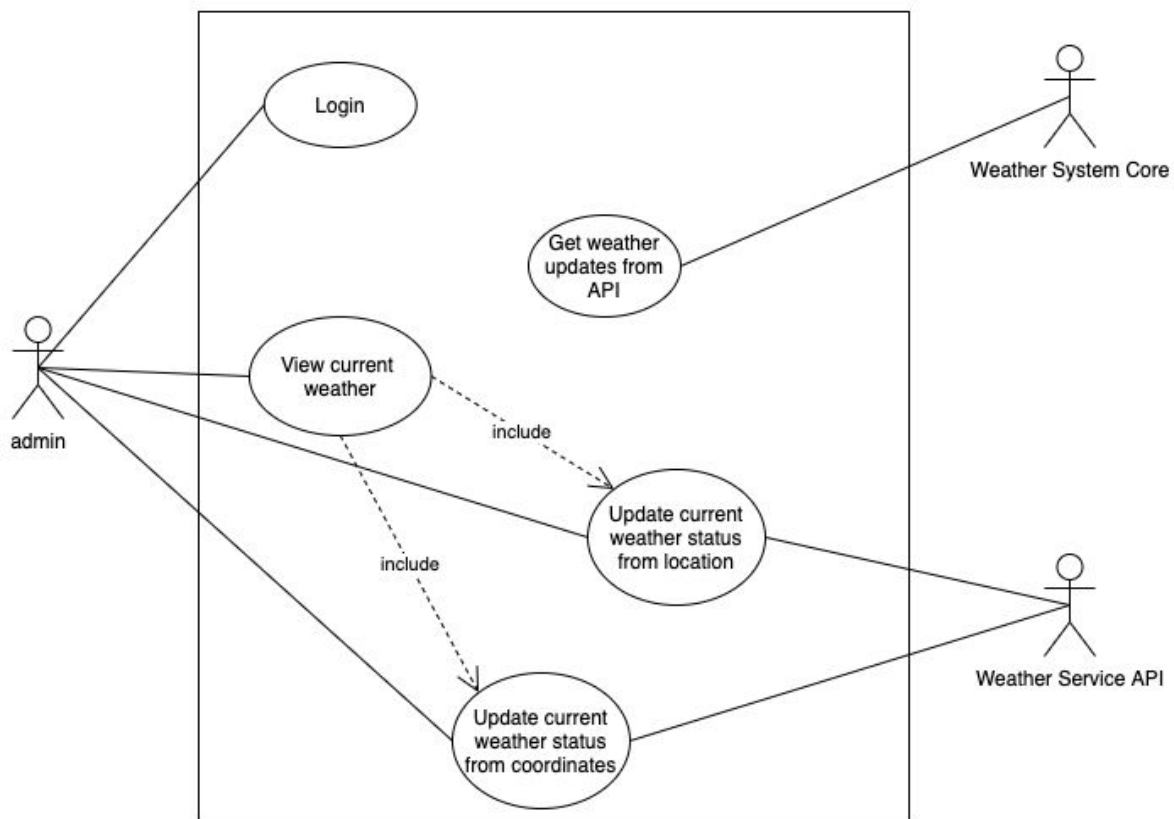 Login
Weather System Core
Get weather
updates from
API
View current
weather
admin
include
Update current
weather status
from location
include
Weather Service API
Update current
weather status
from coordinates